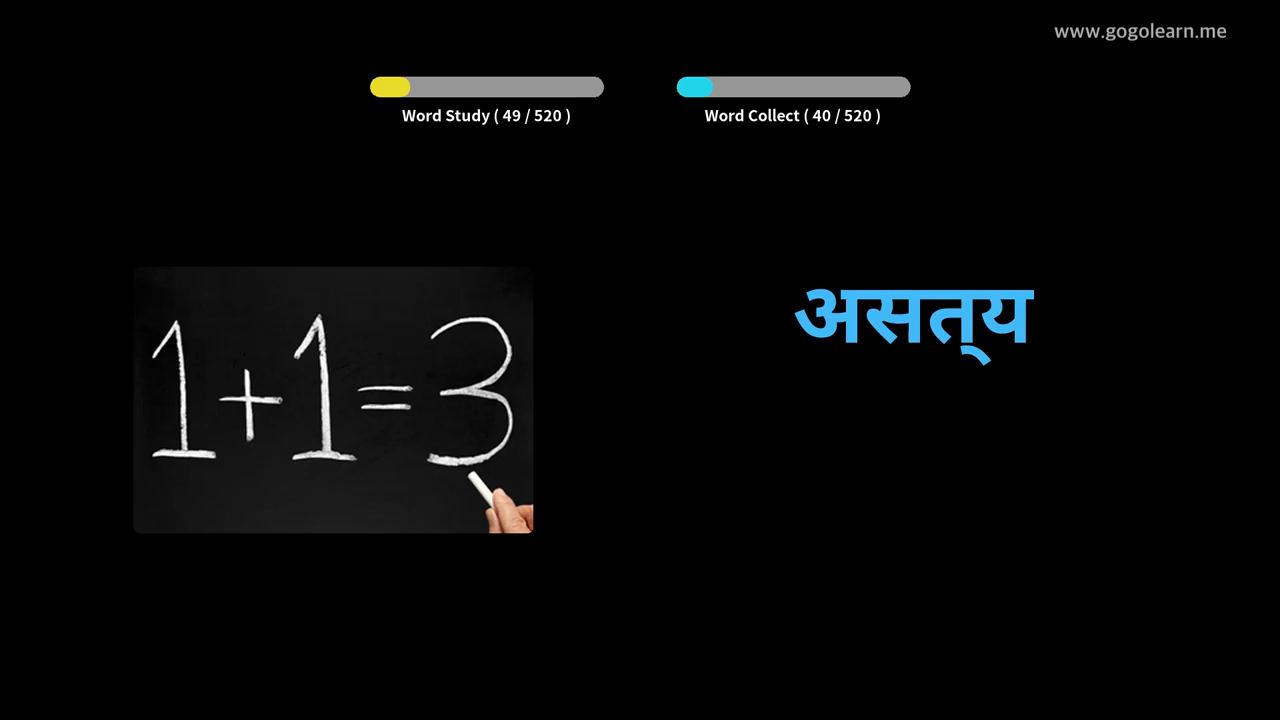 www.gogolearn.me
Word Study ( 49 / 520 )
Word Collect ( 40 / 520 )
1+1=3
असत्‌य